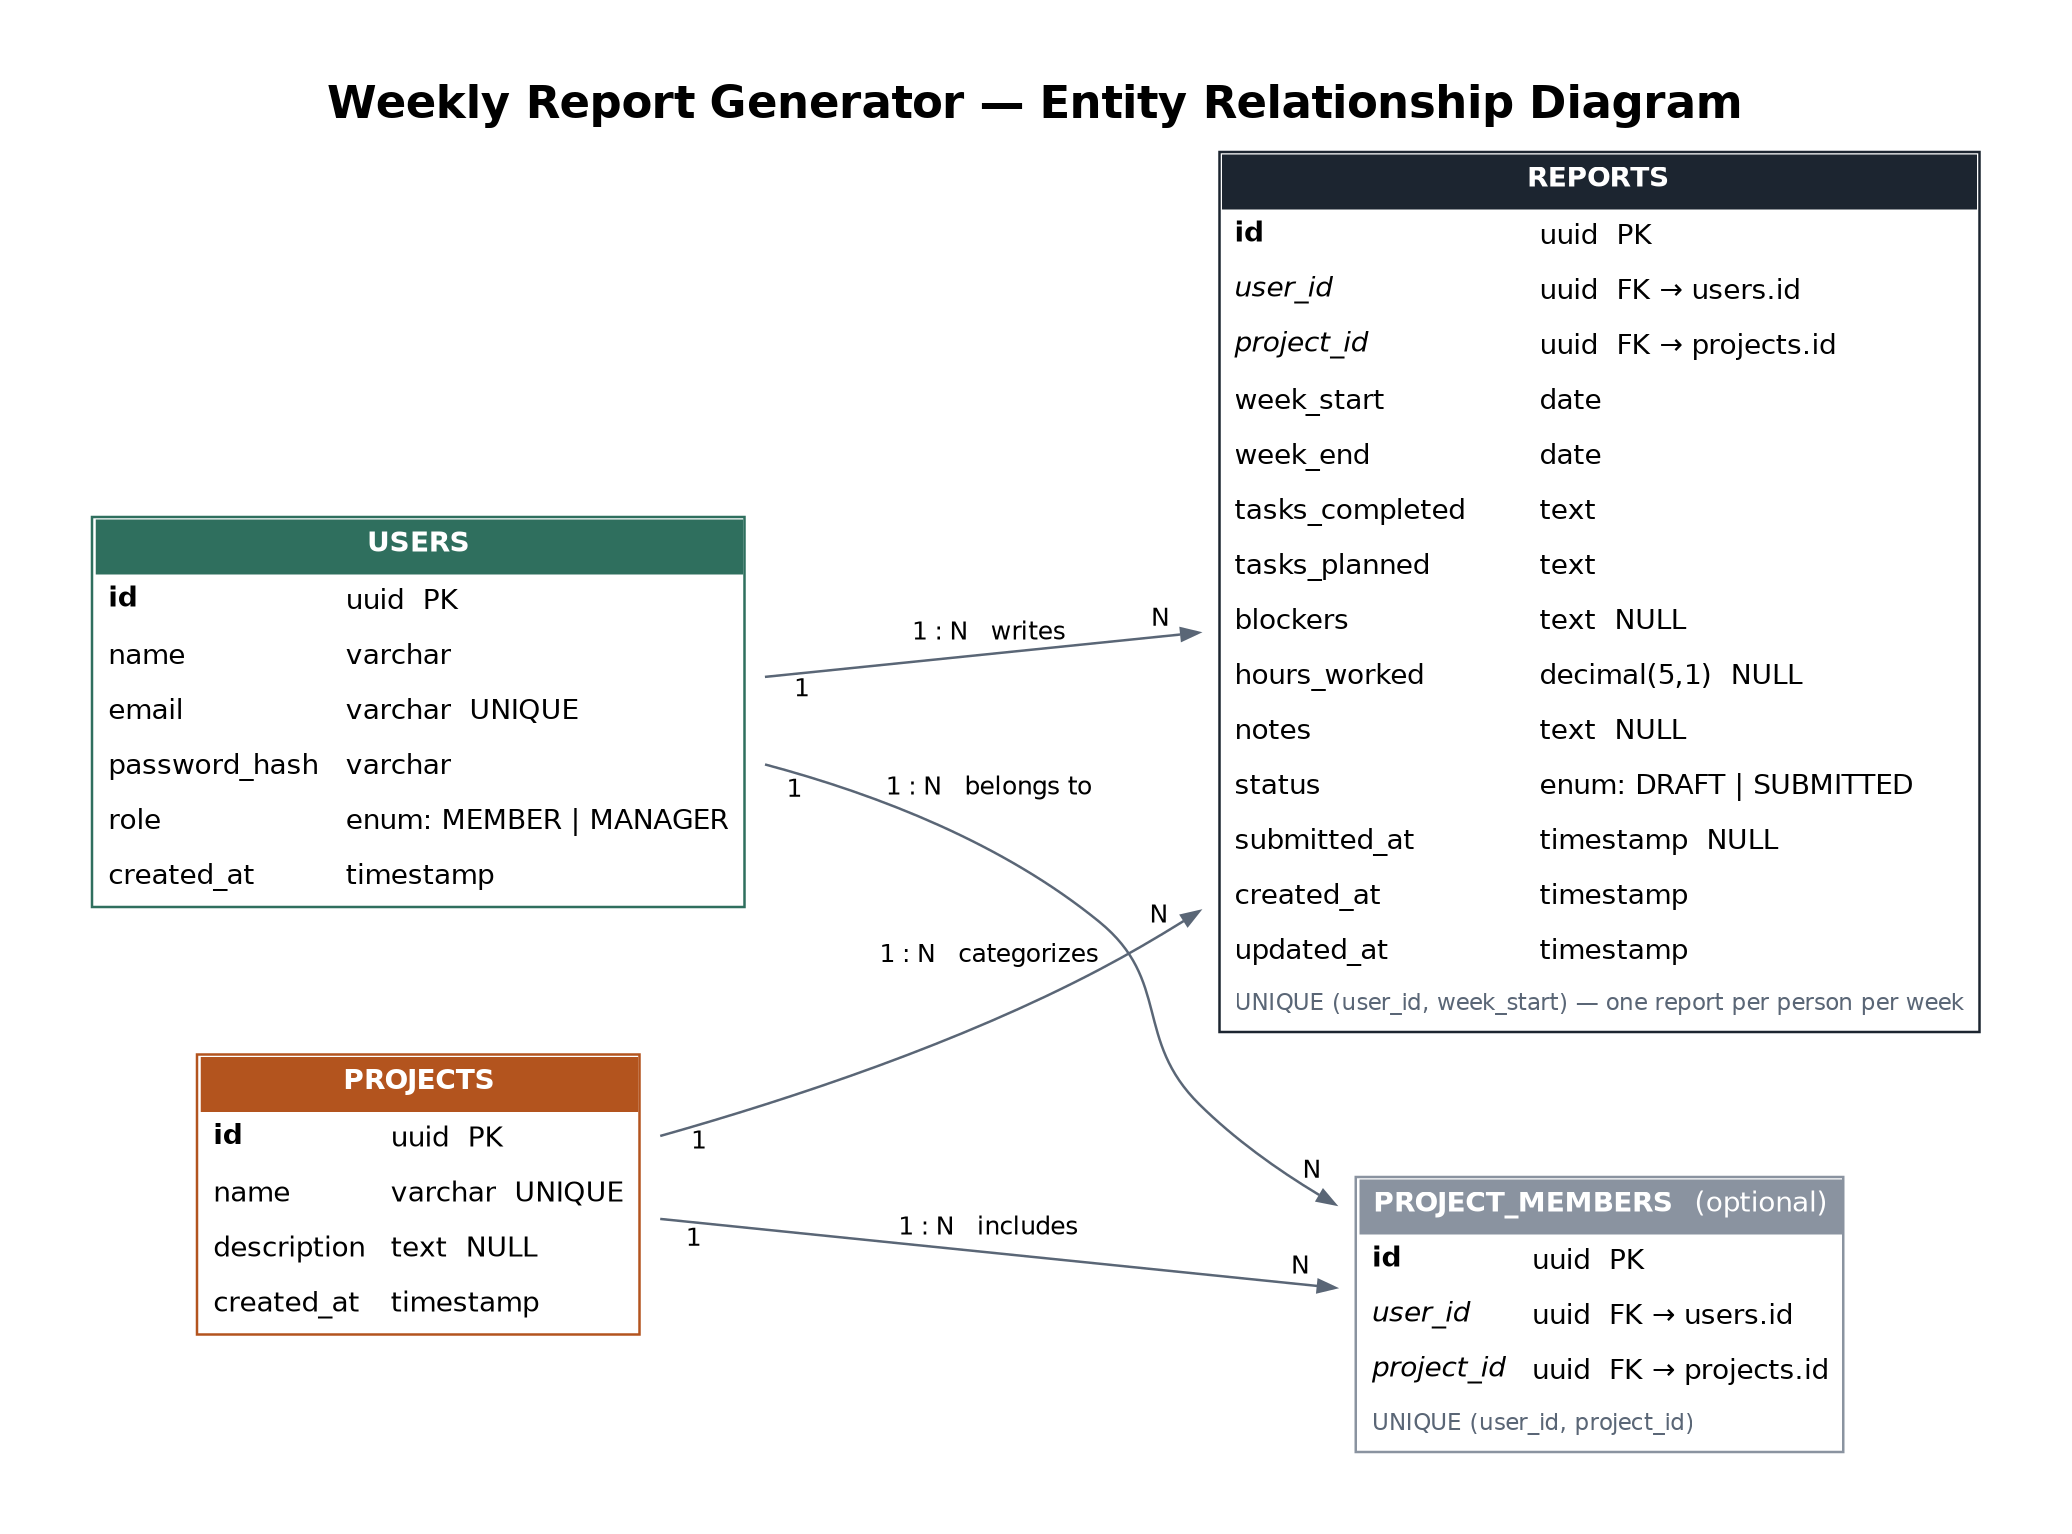 Weekly Report Generator — Entity Relationship Diagram
REPORTS
id uuid PK
user_id uuid FK → users.id
project_id uuid FK → projects.id
week_start date
week_end date
tasks_completed text
tasks_planned text
blockers text NULL
hours_worked decimal(5,1) NULL
notes text NULL
status enum: DRAFT | SUBMITTED
submitted_at timestamp NULL
created_at timestamp
updated_at timestamp
UNIQUE (user_id, week_start) — one report per person per week
USERS
id uuid PK
name varchar
email varchar UNIQUE
password_hash varchar
role enum: MEMBER | MANAGER
created_at timestamp
1 : N writes
N
1
1 : N belongs to
1
N
1 : N categorizes
N
1
1 : N includes
1
N
PROJECTS
id uuid PK
name varchar UNIQUE
description text NULL
created_at timestamp
PROJECT_MEMBERS (optional)
id uuid PK
user_id uuid FK → users.id
project_id uuid FK → projects.id
UNIQUE (user_id, project_id)